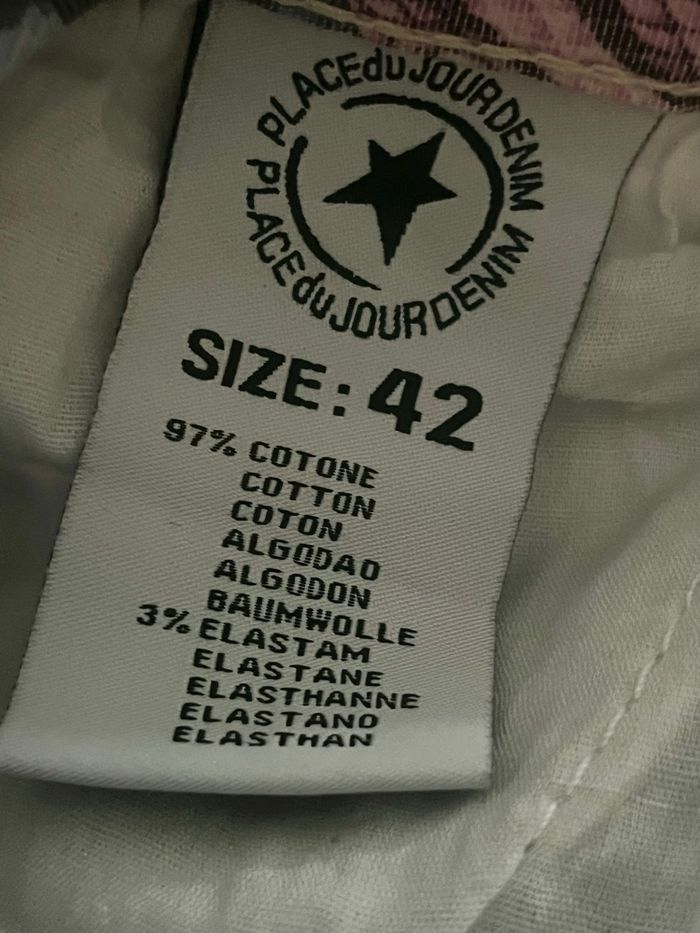 PLACEduJOURDENIM
PLACEduJOURDENIM
SIZE: 42
97% COTONE
COTTON
COTON
ALGODAO
ALGODON
BAUMWOLLE
3% ELASTAM
ELASTANE
ELASTHANNE
ELASTANO
ELASTHAN